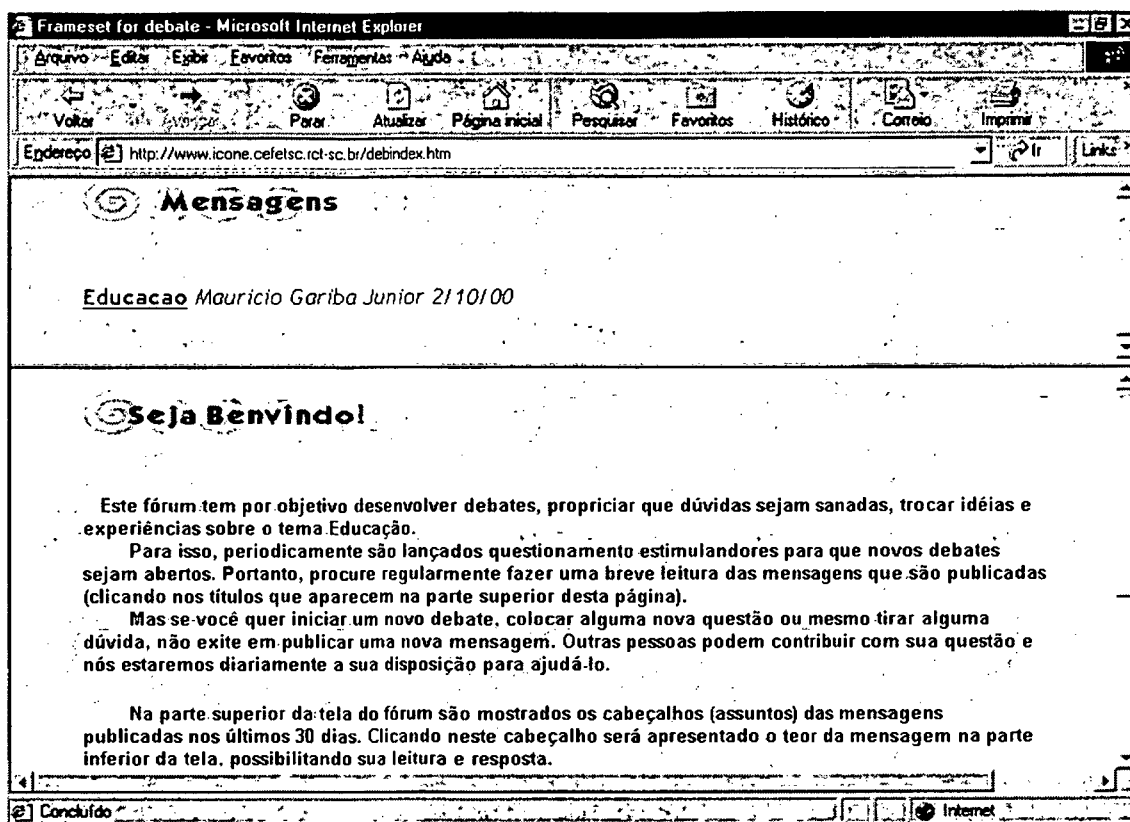 Frameset for debate - Microsoft Internet Explorer
Arquivo Editar Exibir Favoritos Ferramentas Ajuda
Voltar Avançar Parar Atualizar Página inicial Pesquisar Favoritos Histórico Correio Imprimir
Endereço http://www.icone.cefetsc.rct-sc.br/debindex.htm Ir Links
Mensagens
Educacao Mauricio Gariba Junior 2/10/00
Seja Benvindo!
Este fórum tem por objetivo desenvolver debates, propriciar que dúvidas sejam sanadas, trocar idéias e
experiências sobre o tema Educação.
Para isso, periodicamente são lançados questionamento estimulandores para que novos debates
sejam abertos. Portanto, procure regularmente fazer uma breve leitura das mensagens que são publicadas
(clicando nos títulos que aparecem na parte superior desta página).
Mas se você quer iniciar um novo debate, colocar alguma nova questão ou mesmo tirar alguma
dúvida, não exite em publicar uma nova mensagem. Outras pessoas podem contribuir com sua questão e
nós estaremos diariamente a sua disposição para ajudá-lo.
Na parte superior da tela do fórum são mostrados os cabeçalhos (assuntos) das mensagens
publicadas nos últimos 30 dias. Clicando neste cabeçalho será apresentado o teor da mensagem na parte
inferior da tela, possibilitando sua leitura e resposta.
Concluído Internet